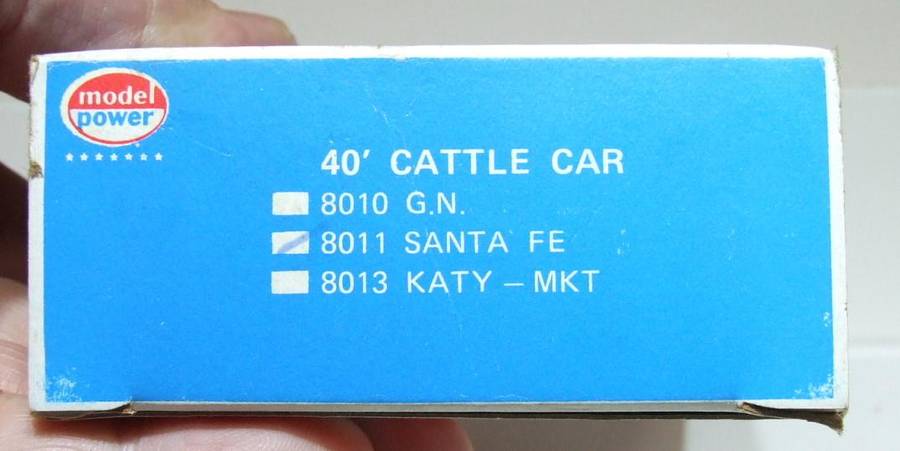 model
power
40' CATTLE CAR
8010 G.N.
8011 SANTA FE
8013 KATY – MKT